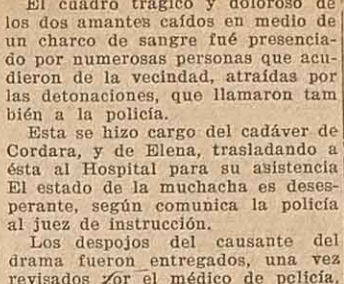 El cuadro trágico y doloroso de
los dos amantes caídos en medio de
un charco de sangre fué presencia-
do por numerosas personas que acu-
dieron de la vecindad, atraídas por
las detonaciones, que llamaron tam
bién a la policía.
Esta se hizo cargo del cadáver de
Cordara, y de Elena, trasladando a
ésta al Hospital para su asistencia
El estado de la muchacha es deses-
perante, según comunica la policía
al juez de instrucción.
Los despojos del causante del
drama fueron entregados, una vez
revisados por el médico de pclicía,